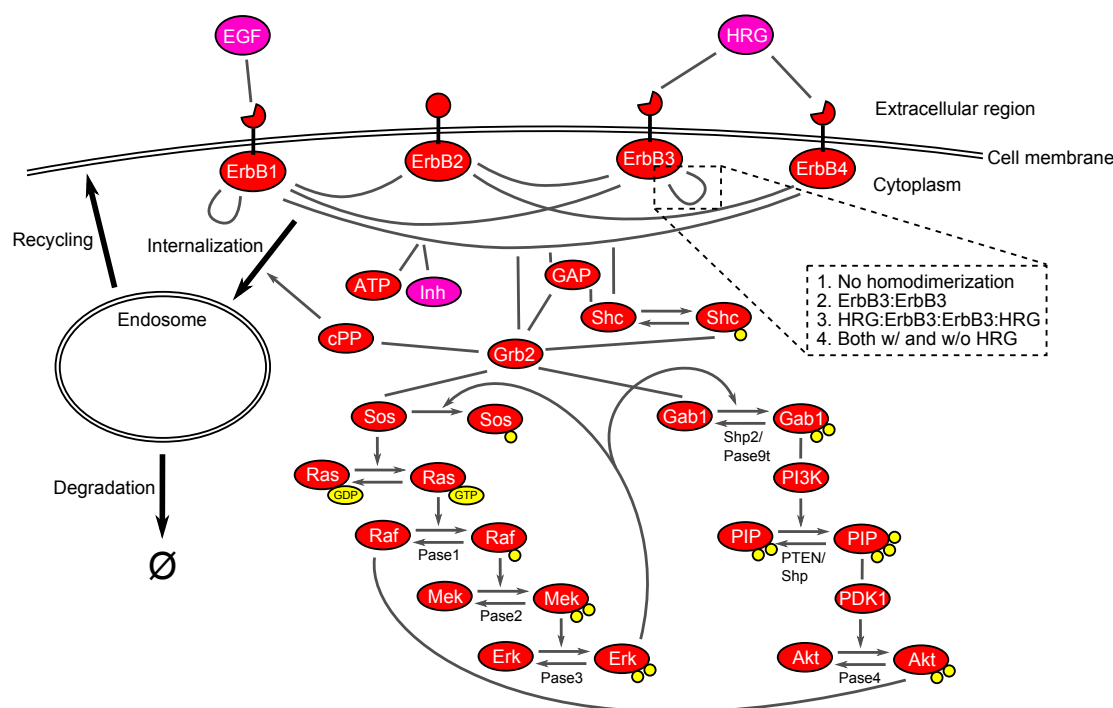 EGF
HRG
Extracellular region
Cell membrane
ErbB1
ErbB2
ErbB3
ErbB4
Cytoplasm
Recycling
Internalization
ATP
Inh
GAP
1. No homodimerization
2. ErbB3:ErbB3
3. HRG:ErbB3:ErbB3:HRG
4. Both w/ and w/o HRG
Endosome
Shc
Shc
cPP
Grb2
Sos
Sos
Gab1
Gab1
Shp2/
Pase9t
Degradation
Ras
GDP
Ras
GTP
PI3K
Ø
Raf
Raf
Pase1
PIP
PIP
PTEN/
Shp
Mek
Mek
Pase2
PDK1
Erk
Erk
Pase3
Akt
Akt
Pase4